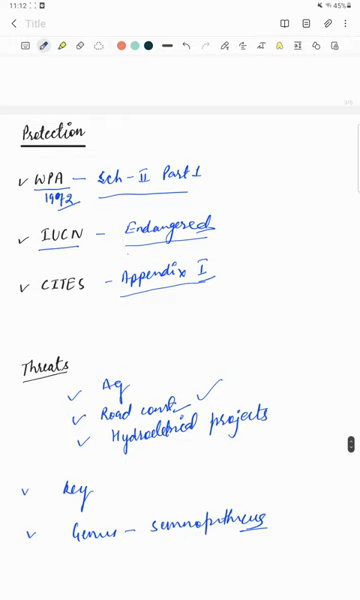 11:12
45%
Title
Protection
✓ WPA – Sch-II Part 1
1972
✓ IUCN – Endangered
✓ CITES – Appendix I
Threats
✓ Ag
✓ Road const. ✓
✓ Hydroelectrical projects
✓ Key
✓ Genus – semnopithecus